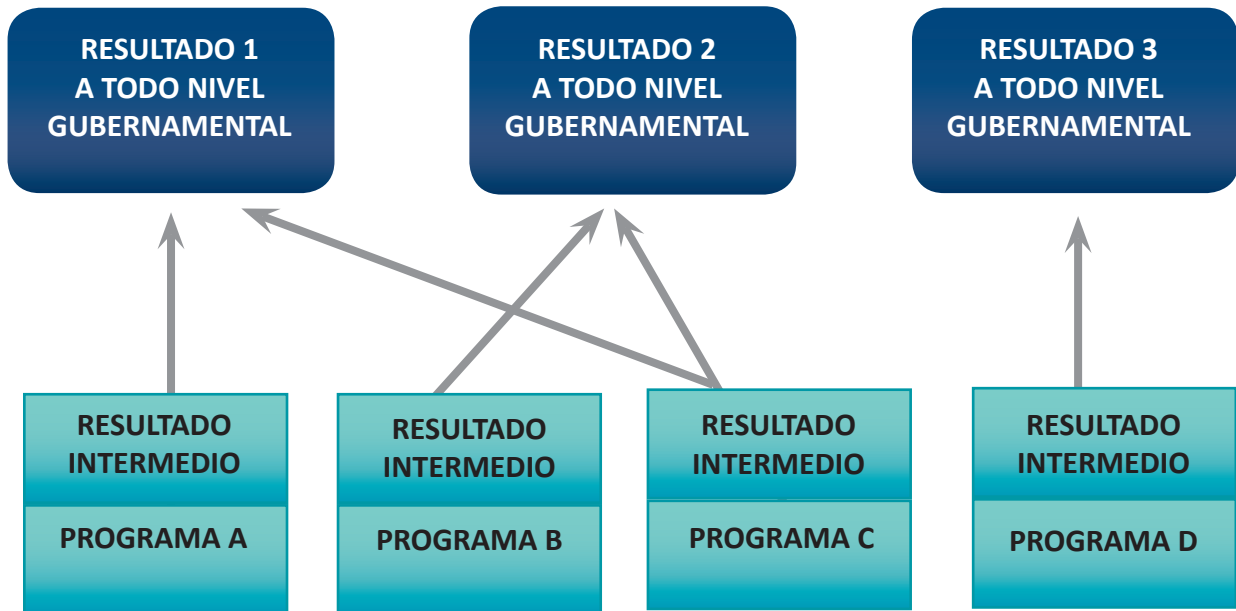 RESULTADO 1
A TODO NIVEL
GUBERNAMENTAL
RESULTADO 2
A TODO NIVEL
GUBERNAMENTAL
RESULTADO 3
A TODO NIVEL
GUBERNAMENTAL
RESULTADO
INTERMEDIO
PROGRAMA A
RESULTADO
INTERMEDIO
PROGRAMA B
RESULTADO
INTERMEDIO
PROGRAMA C
RESULTADO
INTERMEDIO
PROGRAMA D